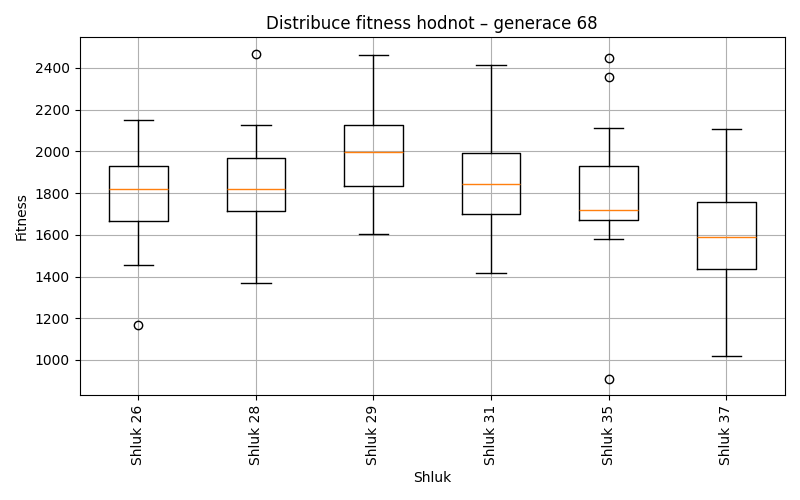 Distribuce fitness hodnot – generace 68
Fitness
2400
2200
2000
1800
1600
1400
1200
1000
Shluk 26
Shluk 28
Shluk 29
Shluk 31
Shluk 35
Shluk 37
Shluk